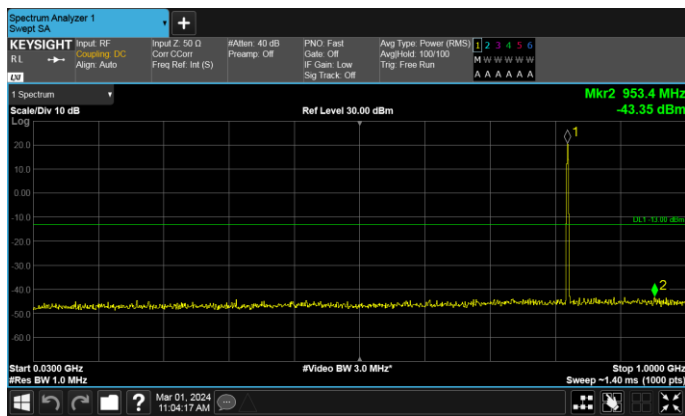 Spectrum Analyzer 1
Swept SA
KEYSIGHT Input: RF Input Z: 50 Ω #Atten: 40 dB PNO: Fast Avg Type: Power (RMS) 1 2 3 4 5 6
RL Coupling: DC Corr CCorr Preamp: Off Gate: Off Avg|Hold: 100/100 M W W W W W
Align: Auto Freq Ref: Int (S) IF Gain: Low Trig: Free Run
LXI Sig Track: Off A A A A A A
1 Spectrum Mkr2 953.4 MHz
Scale/Div 10 dB Ref Level 30.00 dBm -43.35 dBm
Log
1
20.0
10.0
0.00
-10.0
DL1 -13.00 dBm
-20.0
-30.0
-40.0
2
-50.0
-60.0
Start 0.0300 GHz #Video BW 3.0 MHz* Stop 1.0000 GHz
#Res BW 1.0 MHz Sweep ~1.40 ms (1000 pts)
? Mar 01, 2024
11:04:17 AM